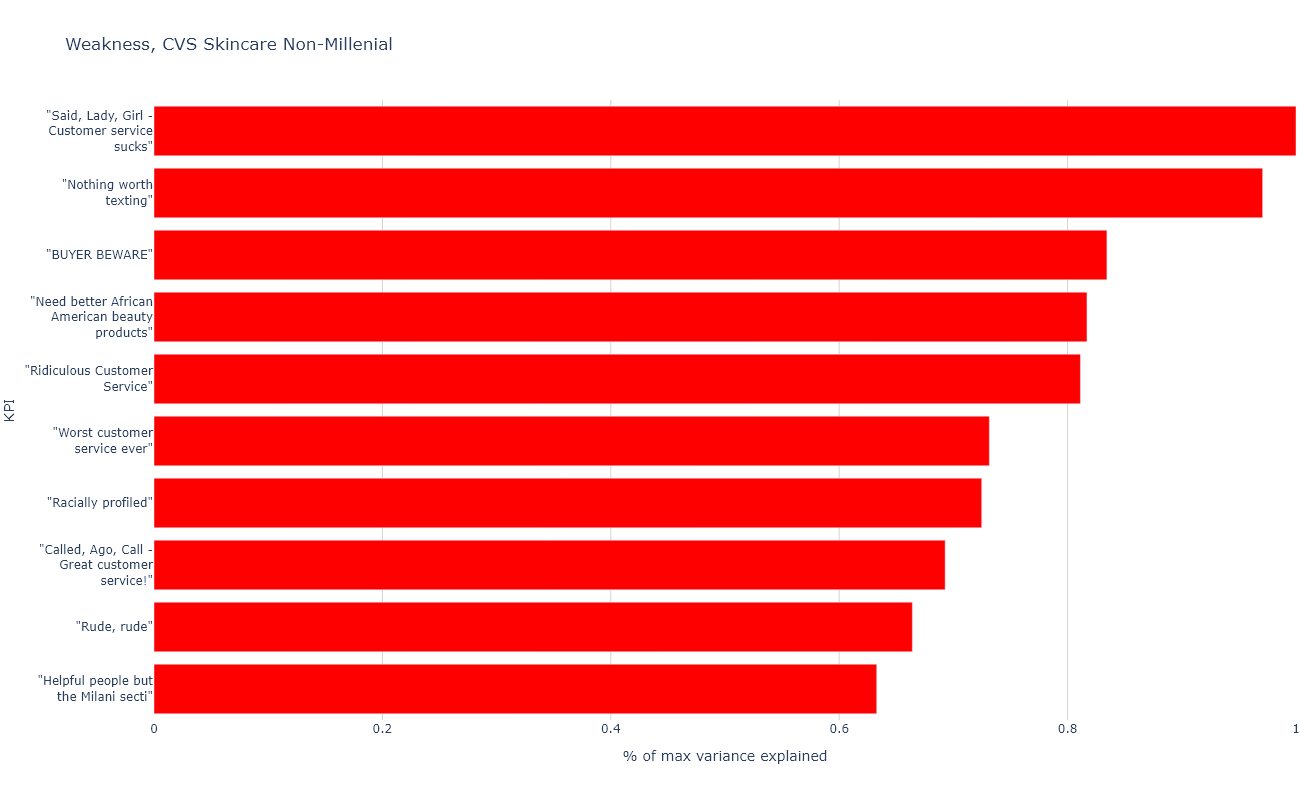 Weakness, CVS Skincare Non-Millenial
"Said, Lady, Girl -
Customer service
sucks"
"Nothing worth
texting"
"BUYER BEWARE"
"Need better African
American beauty
products"
"Ridiculous Customer
Service"
"Worst customer
service ever"
"Racially profiled"
"Called, Ago, Call -
Great customer
service!"
"Rude, rude"
"Helpful people but
the Milani secti"
KPI
0
0.2
0.4
0.6
0.8
1
% of max variance explained